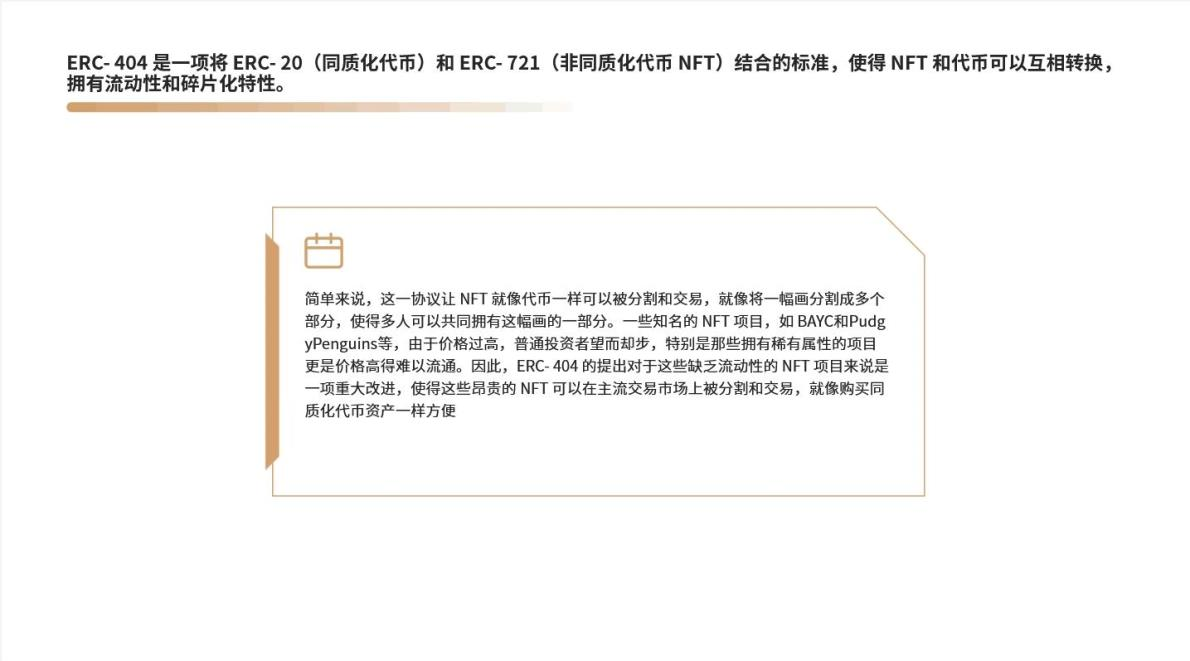 ERC- 404 是一项将 ERC- 20（同质化代币）和 ERC- 721（非同质化代币 NFT）结合的标准，使得 NFT 和代币可以互相转换，
拥有流动性和碎片化特性。
简单来说，这一协议让 NFT 就像代币一样可以被分割和交易，就像将一幅画分割成多个
部分，使得多人可以共同拥有这幅画的一部分。一些知名的 NFT 项目，如 BAYC和Pudg
yPenguins等，由于价格过高，普通投资者望而却步，特别是那些拥有稀有属性的项目
更是价格高得难以流通。因此，ERC- 404 的提出对于这些缺乏流动性的 NFT 项目来说是
一项重大改进，使得这些昂贵的 NFT 可以在主流交易市场上被分割和交易，就像购买同
质化代币资产一样方便